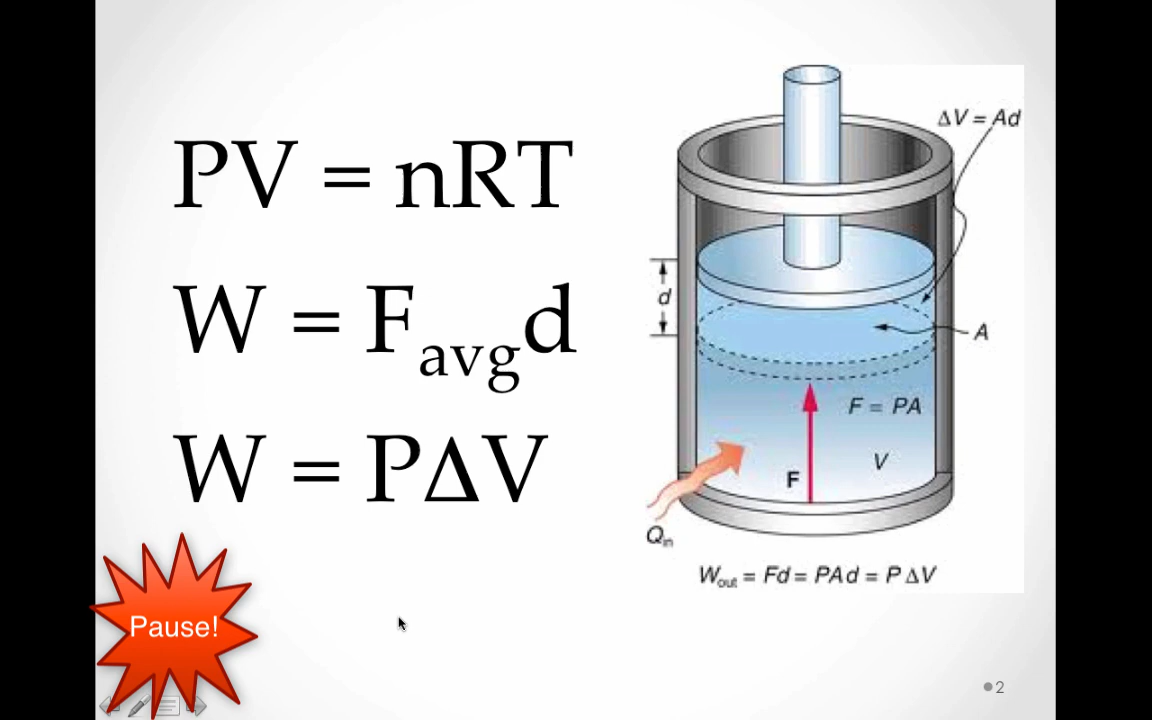 PV = nRT
W = Favgd
W = PΔV
Pause!
ΔV = Ad
d
A
F = PA
V
F
Qin
Wout = Fd = PAd = PΔV
2